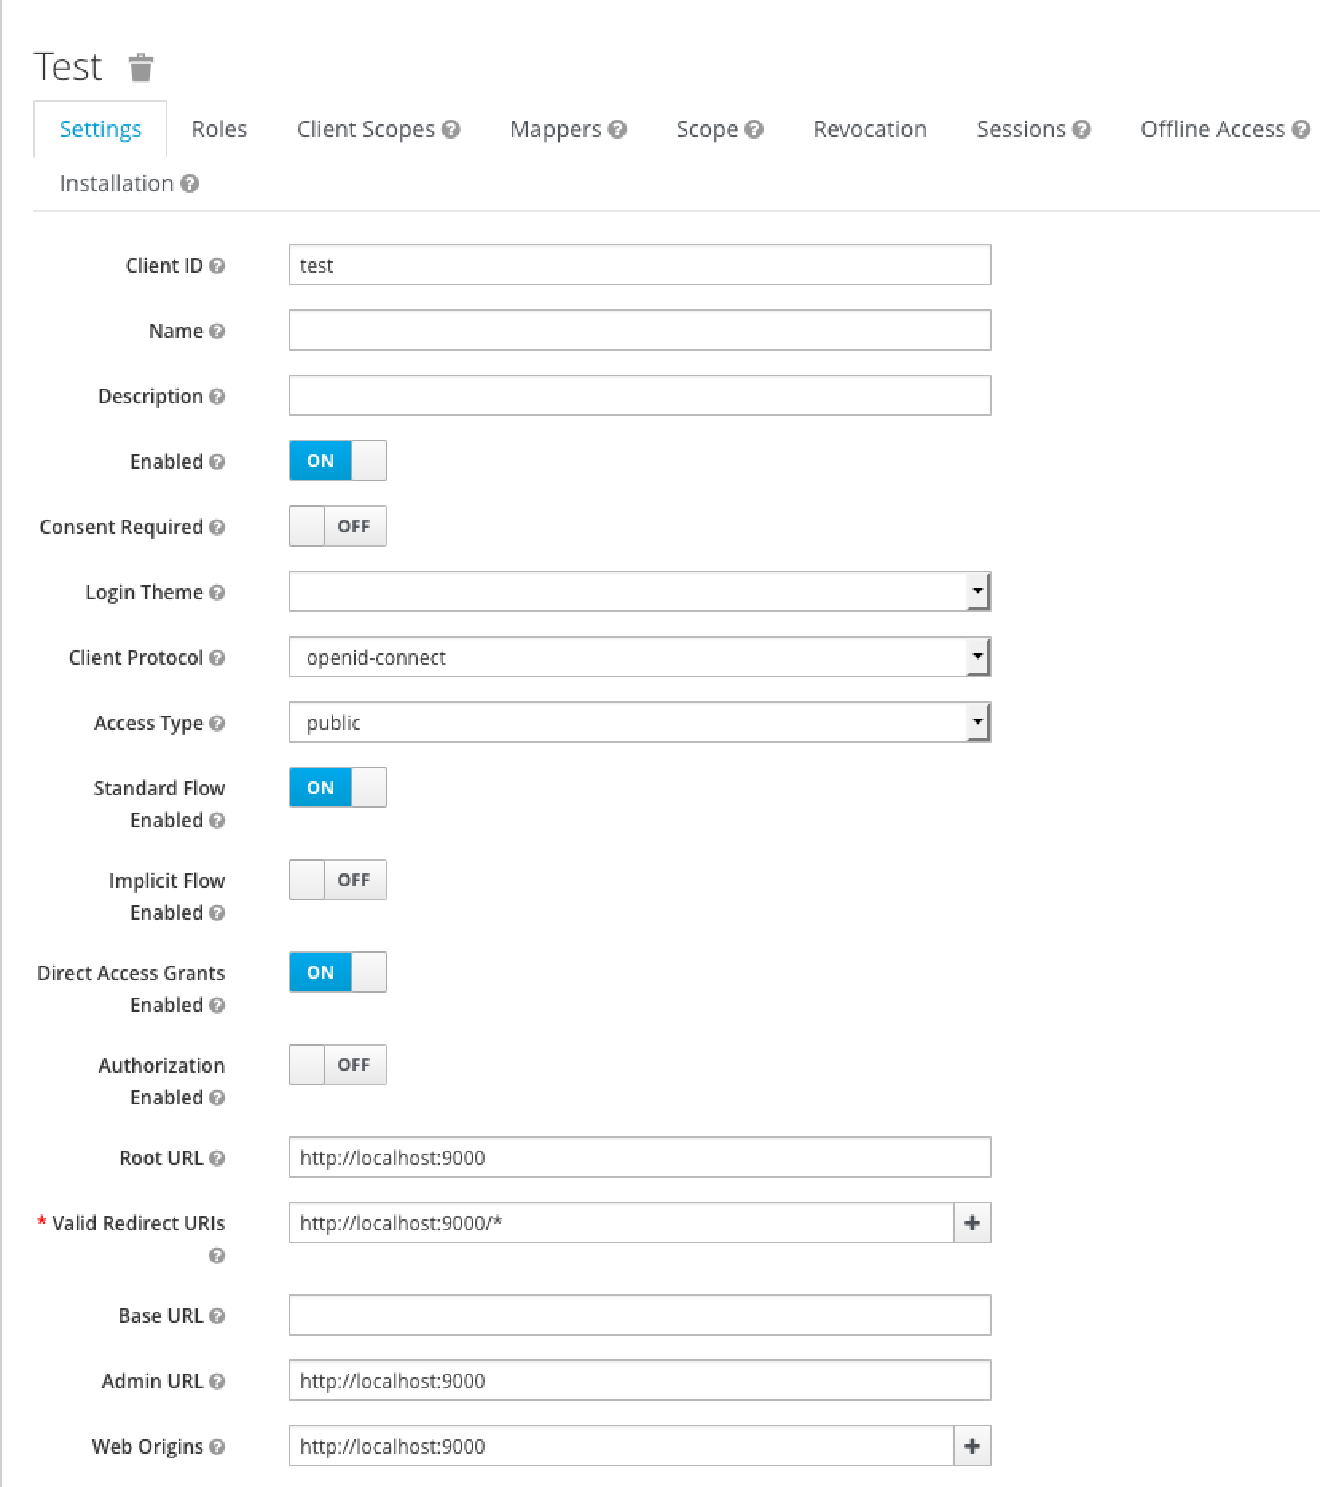 Test
Settings Roles Client Scopes Mappers Scope Revocation Sessions Offline Access
Installation
Client ID test
Name
Description
Enabled ON
Consent Required OFF
Login Theme
Client Protocol openid-connect
Access Type public
Standard Flow ON
Enabled
Implicit Flow OFF
Enabled
Direct Access Grants ON
Enabled
Authorization OFF
Enabled
Root URL http://localhost:9000
* Valid Redirect URIs http://localhost:9000/* +
Base URL
Admin URL http://localhost:9000
Web Origins http://localhost:9000 +